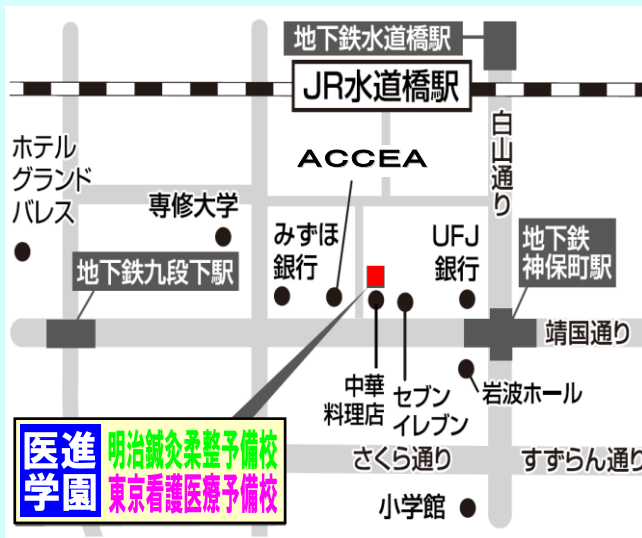 地下鉄水道橋駅
JR水道橋駅
白山通り
ホテル
グランド
パレス
ACCEA
専修大学
みずほ
銀行
UFJ
銀行
地下鉄
神保町駅
地下鉄九段下駅
靖国通り
中華
料理店
セブン
イレブン
岩波ホール
医進
学園
明治鍼灸柔整予備校
東京看護医療予備校
さくら通り
すずらん通り
小学館